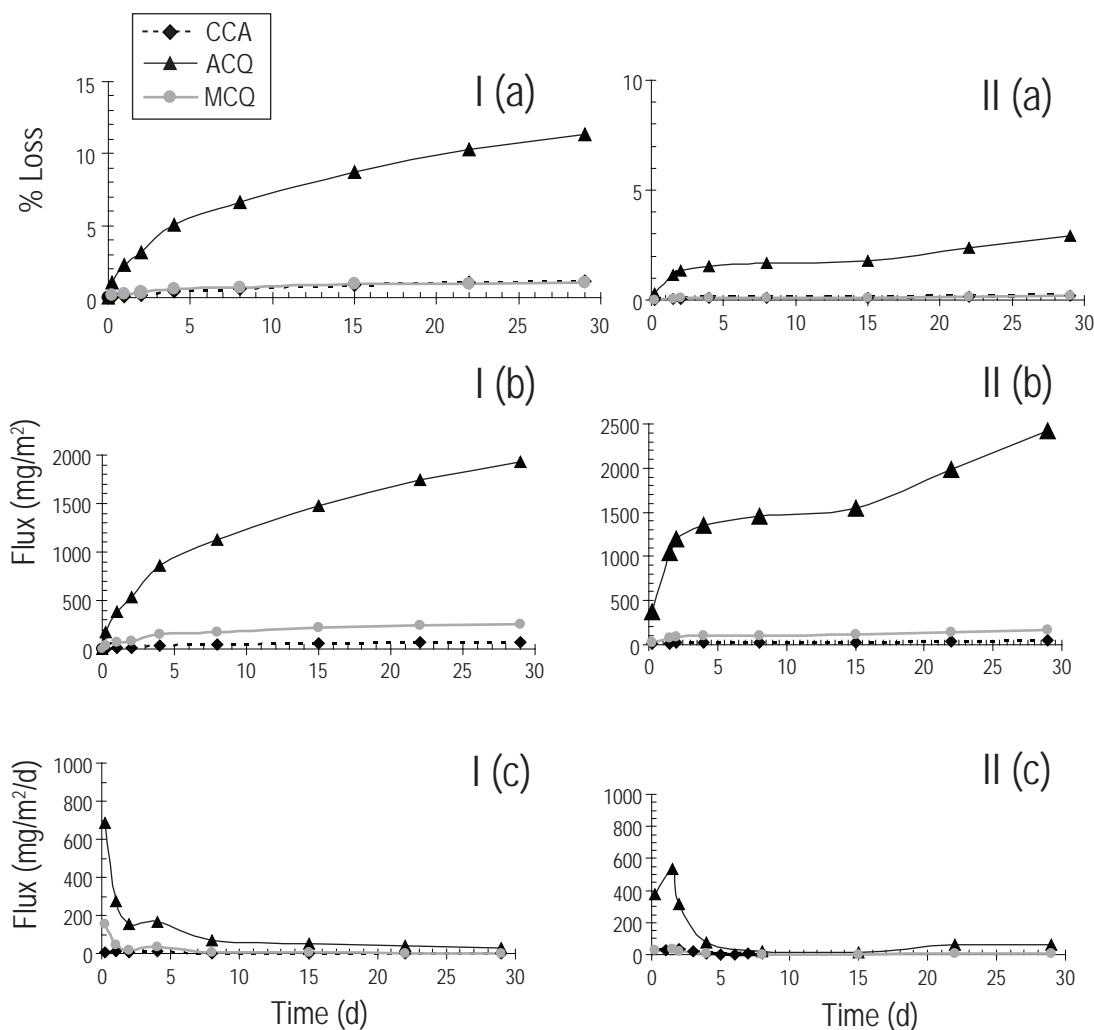 CCA
ACQ
MCQ
I (a)
% Loss
15
10
5
0
0 5 10 15 20 25 30
II (a)
10
5
0
0 5 10 15 20 25 30
I (b)
Flux (mg/m²)
2000
1500
1000
500
0
0 5 10 15 20 25 30
II (b)
2500
2000
1500
1000
500
0
0 5 10 15 20 25 30
I (c)
Flux (mg/m²/d)
1000
800
600
400
200
0
0 5 10 15 20 25 30
Time (d)
II (c)
1000
800
600
400
200
0
0 5 10 15 20 25 30
Time (d)